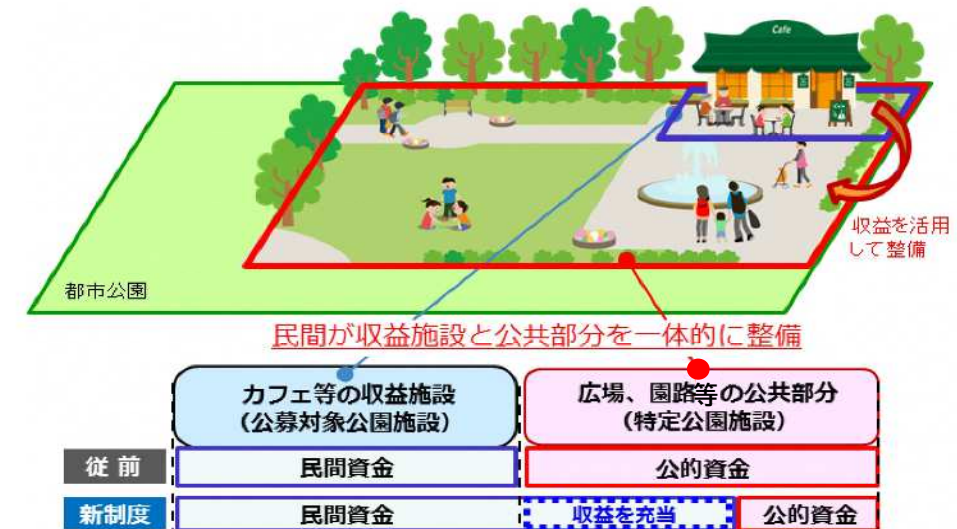 Cafe
収益を活用
して整備
都市公園
民間が収益施設と公共部分を一体的に整備
カフェ等の収益施設
（公募対象公園施設）
広場、園路等の公共部分
（特定公園施設）
従前
民間資金
公的資金
新制度
民間資金
収益を充当
公的資金